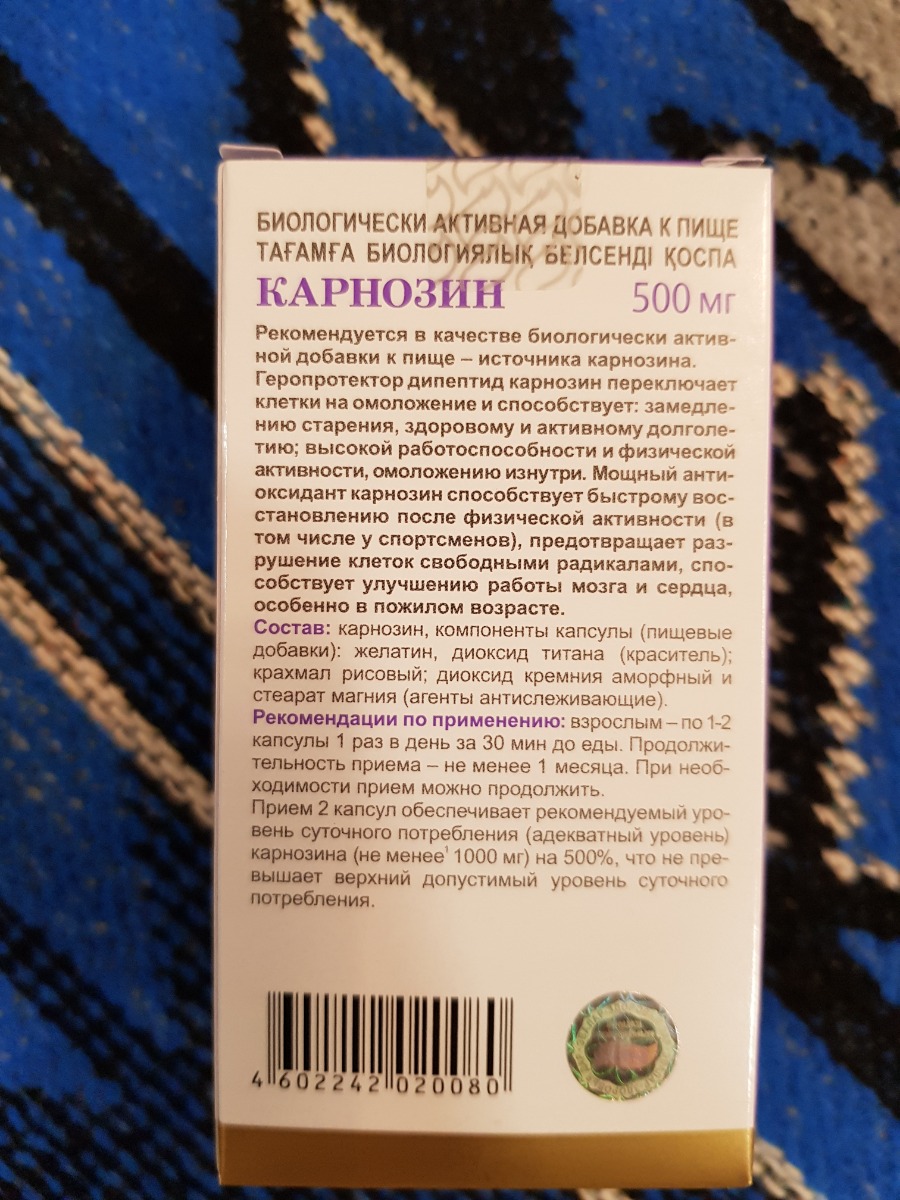 БИОЛОГИЧЕСКИ АКТИВНАЯ ДОБАВКА К ПИЩЕ
ТАҒАМҒА БИОЛОГИЯЛЫҚ БЕЛСЕНДІ ҚОСПА
КАРНОЗИН 500 мг
Рекомендуется в качестве биологически актив-
ной добавки к пище – источника карнозина.
Геропротектор дипептид карнозин переключает
клетки на омоложение и способствует: замедле-
нию старения, здоровому и активному долголе-
тию; высокой работоспособности и физической
активности, омоложению изнутри. Мощный анти-
оксидант карнозин способствует быстрому вос-
становлению после физической активности (в
том числе у спортсменов), предотвращает раз-
рушение клеток свободными радикалами, спо-
собствует улучшению работы мозга и сердца,
особенно в пожилом возрасте.
Состав: карнозин, компоненты капсулы (пищевые
добавки): желатин, диоксид титана (краситель);
крахмал рисовый; диоксид кремния аморфный и
стеарат магния (агенты антислеживающие).
Рекомендации по применению: взрослым – по 1-2
капсулы 1 раз в день за 30 мин до еды. Продолжи-
тельность приема – не менее 1 месяца. При необ-
ходимости прием можно продолжить.
Прием 2 капсул обеспечивает рекомендуемый уро-
вень суточного потребления (адекватный уровень)
карнозина (не менее¹ 1000 мг) на 500%, что не пре-
вышает верхний допустимый уровень суточного
потребления.
4 602242 020080